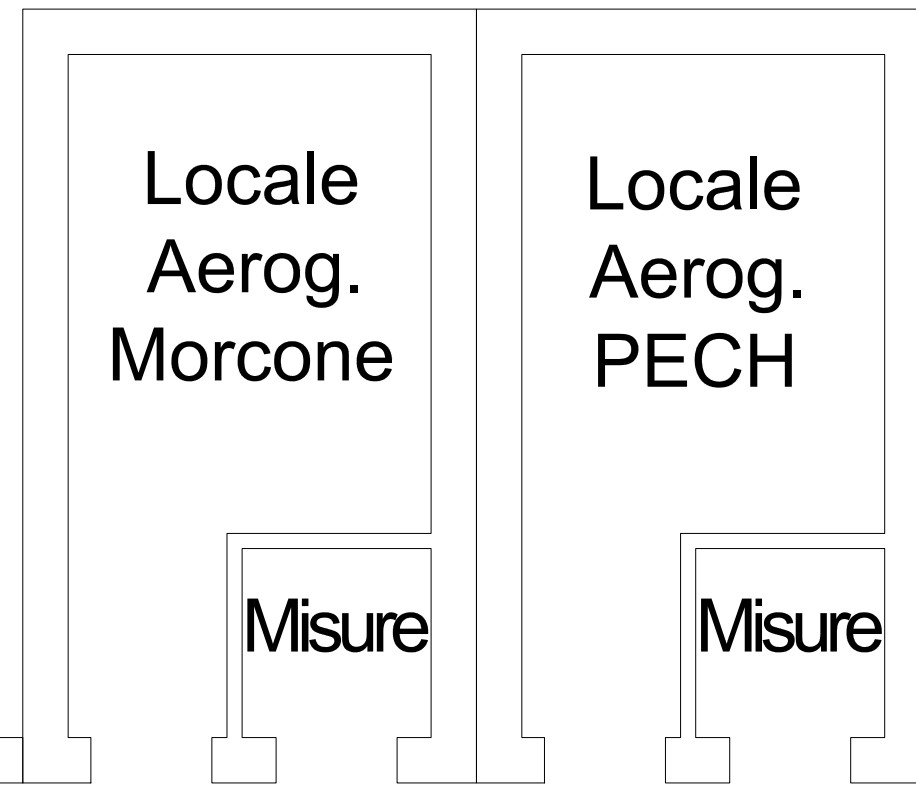 Locale
Aerog.
Morcone
Misure
Locale
Aerog.
PECH
Misure